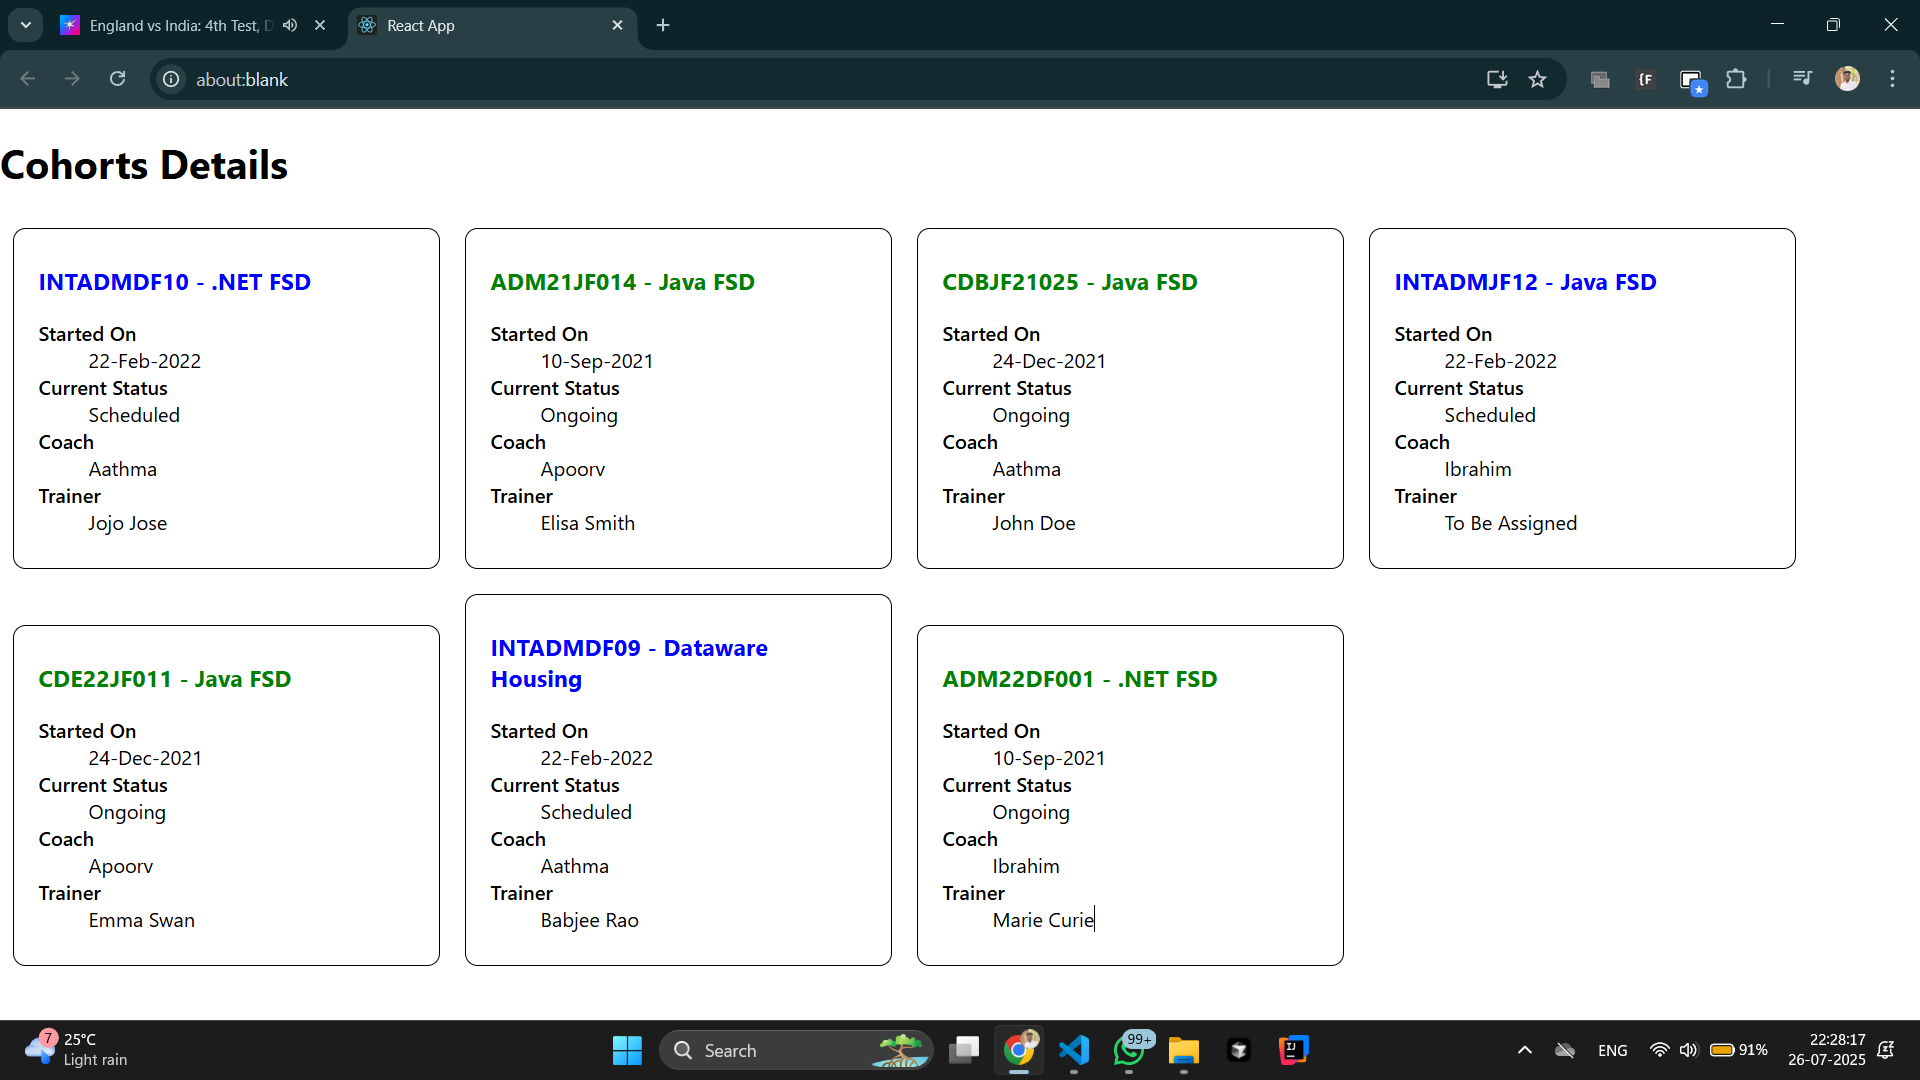 England vs India: 4th Test, D
React App
about:blank
Cohorts Details
INTADMDF10 - .NET FSD
Started On
22-Feb-2022
Current Status
Scheduled
Coach
Aathma
Trainer
Jojo Jose
ADM21JF014 - Java FSD
Started On
10-Sep-2021
Current Status
Ongoing
Coach
Apoorv
Trainer
Elisa Smith
CDBJF21025 - Java FSD
Started On
24-Dec-2021
Current Status
Ongoing
Coach
Aathma
Trainer
John Doe
INTADMJF12 - Java FSD
Started On
22-Feb-2022
Current Status
Scheduled
Coach
Ibrahim
Trainer
To Be Assigned
CDE22JF011 - Java FSD
Started On
24-Dec-2021
Current Status
Ongoing
Coach
Apoorv
Trainer
Emma Swan
INTADMDF09 - Dataware
Housing
Started On
22-Feb-2022
Current Status
Scheduled
Coach
Aathma
Trainer
Babjee Rao
ADM22DF001 - .NET FSD
Started On
10-Sep-2021
Current Status
Ongoing
Coach
Ibrahim
Trainer
Marie Curie
7
25°C
Light rain
Search
99+
ENG
91%
22:28:17
26-07-2025